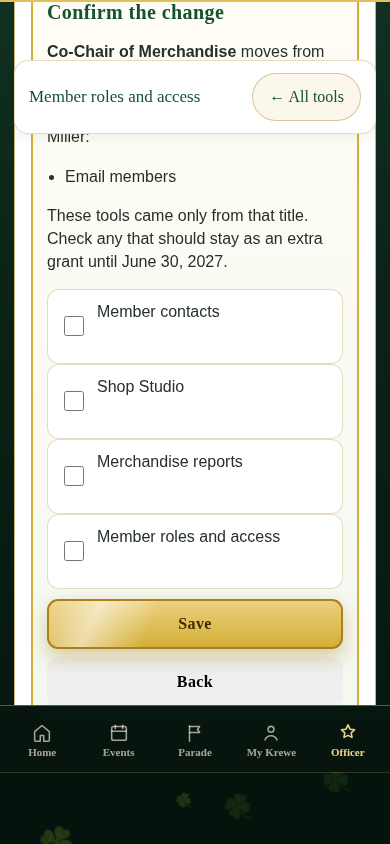 Confirm the change
Co-Chair of Merchandise moves from
Member roles and access
← All tools
Miller:
• Email members
These tools came only from that title.
Check any that should stay as an extra
grant until June 30, 2027.
Member contacts
Shop Studio
Merchandise reports
Member roles and access
Save
Back
Home
Events
Parade
My Krewe
Officer